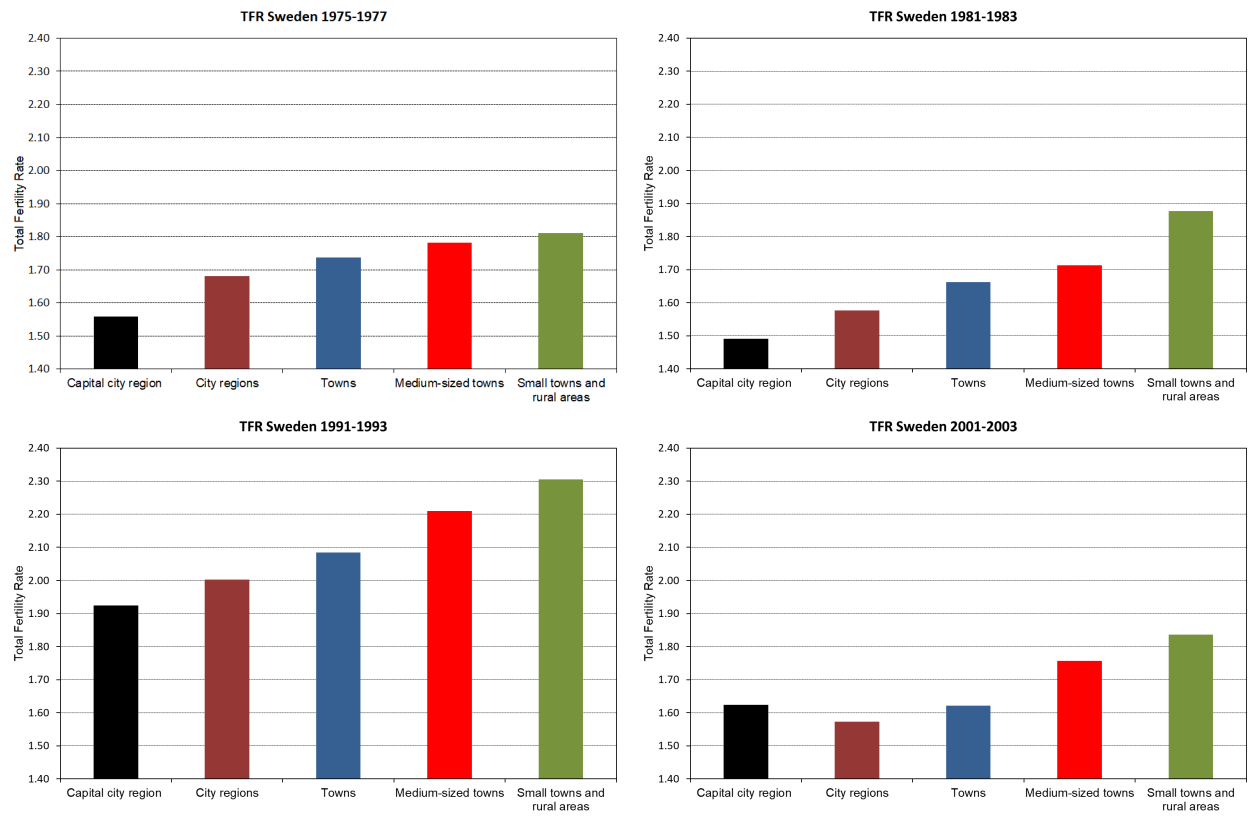 TFR Sweden 1975-1977
2.40
2.30
2.20
2.10
2.00
1.90
1.80
1.70
1.60
1.50
1.40
Total Fertility Rate
Capital city region
City regions
Towns
Medium-sized towns
Small towns and
rural areas
TFR Sweden 1981-1983
2.40
2.30
2.20
2.10
2.00
1.90
1.80
1.70
1.60
1.50
1.40
Total Fertility Rate
Capital city region
City regions
Towns
Medium-sized towns
Small towns and
rural areas
TFR Sweden 1991-1993
2.40
2.30
2.20
2.10
2.00
1.90
1.80
1.70
1.60
1.50
1.40
Total Fertility Rate
Capital city region
City regions
Towns
Medium-sized towns
Small towns and
rural areas
TFR Sweden 2001-2003
2.40
2.30
2.20
2.10
2.00
1.90
1.80
1.70
1.60
1.50
1.40
Total Fertility Rate
Capital city region
City regions
Towns
Medium-sized towns
Small towns and
rural areas